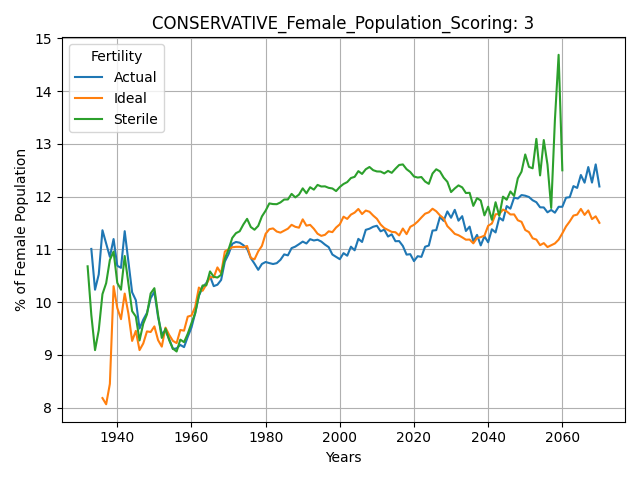 CONSERVATIVE_Female_Population_Scoring: 3
Fertility
Actual
Ideal
Sterile
% of Female Population
15
14
13
12
11
10
9
8
1940
1960
1980
2000
2020
2040
2060
Years